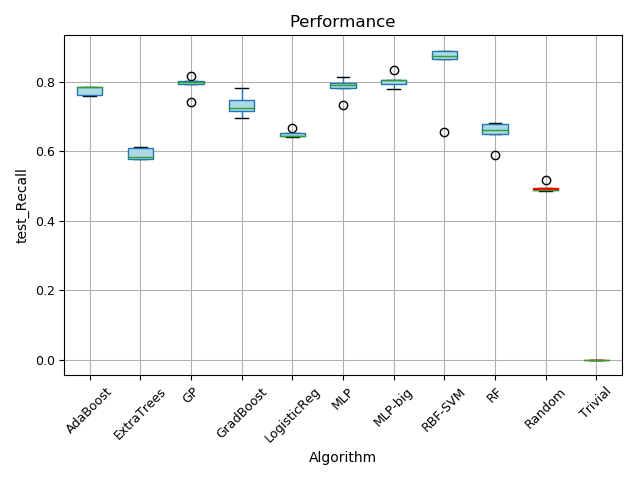 Performance
test_Recall
0.8
0.6
0.4
0.2
0.0
AdaBoost
ExtraTrees
GP
GradBoost
LogisticReg
MLP
MLP-big
RBF-SVM
RF
Random
Trivial
Algorithm